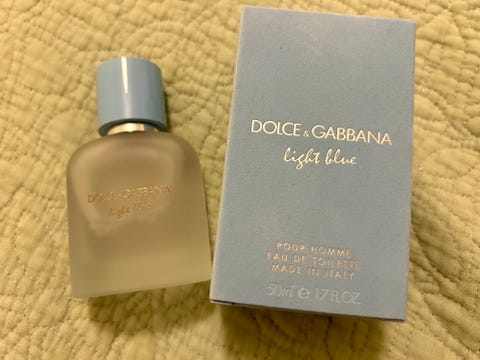 DOLCE & GABBANA
light blue
DOLCE & GABBANA
light blue
POUR HOMME
EAU DE TOILETTE
MADE IN ITALY
50ml e 1.7 FL.OZ.